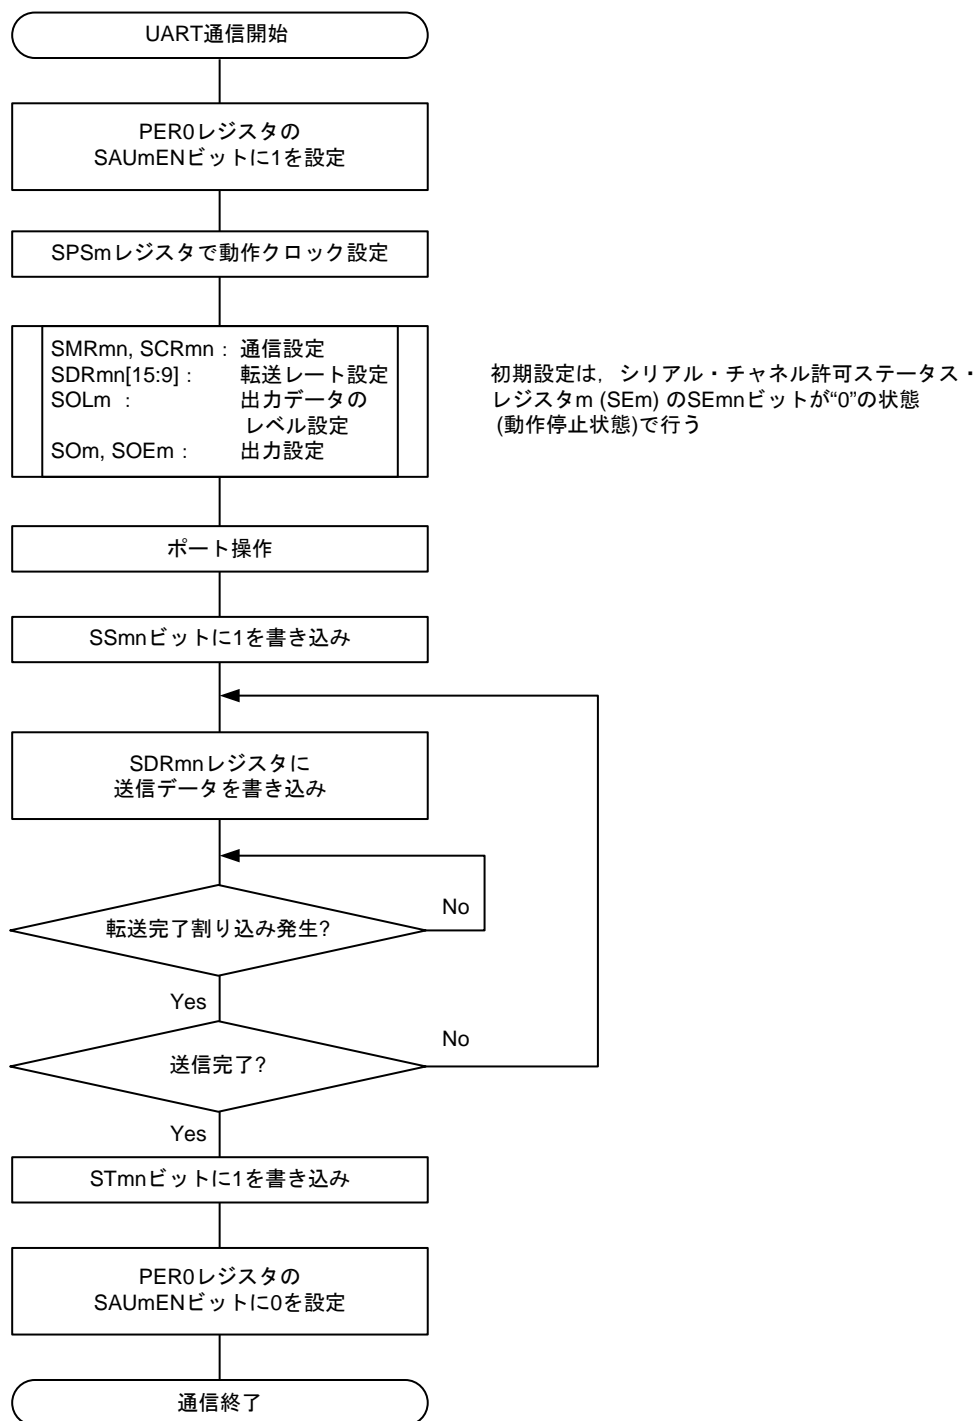 UART通信開始
PER0レジスタの
SAUmENビットに1を設定
SPSmレジスタで動作クロック設定
SMRmn, SCRmn : 通信設定
SDRmn[15:9] : 転送レート設定
SOLm : 出力データの
レベル設定
SOm, SOEm : 出力設定
初期設定は，シリアル・チャネル許可ステータス・
レジスタm (SEm) のSEmnビットが“0”の状態
(動作停止状態)で行う
ポート操作
SSmnビットに1を書き込み
SDRmnレジスタに
送信データを書き込み
No
転送完了割り込み発生?
Yes
No
送信完了?
Yes
STmnビットに1を書き込み
PER0レジスタの
SAUmENビットに0を設定
通信終了